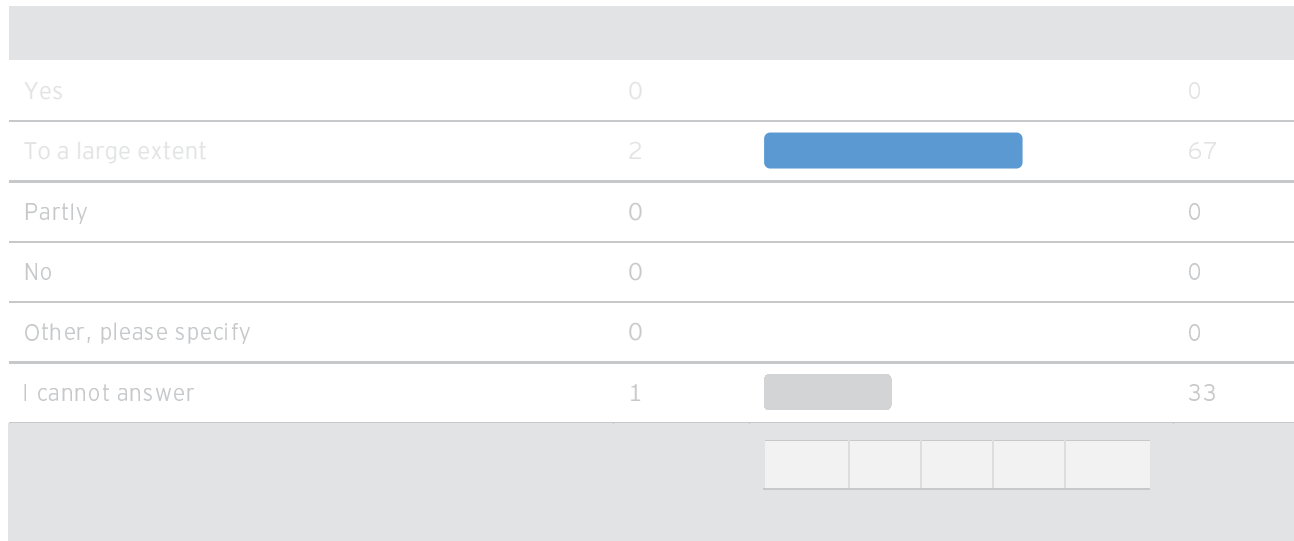 Yes 0 0
To a large extent 2 67
Partly 0 0
No 0 0
Other, please specify 0 0
I cannot answer 1 33